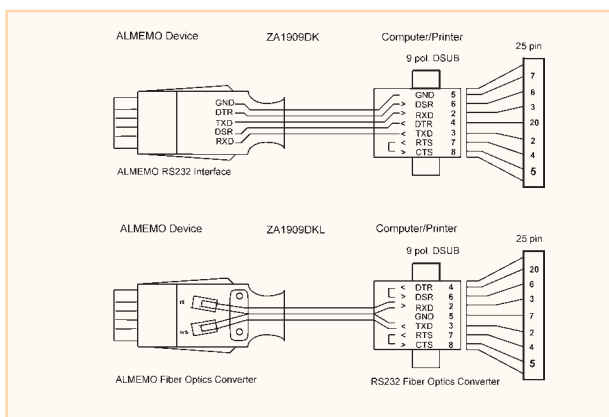 ALMEMO Device ZA1909DK Computer/Printer
9 pol. DSUB
25 pin
GND
DTR
TXD
DSR
RXD
GND 5
> DSR 6
> RXD 2
< DTR 4
< TXD 3
< RTS 7
> CTS 8
7
6
3
20
2
4
5
ALMEMO RS232 Interface
ALMEMO Device ZA1909DKL Computer/Printer
9 pol. DSUB
25 pin
rt
ws
< DTR 4
> DSR 6
> RXD 2
GND 5
< TXD 3
< RTS 7
> CTS 8
20
6
3
7
2
4
5
ALMEMO Fiber Optics Converter
RS232 Fiber Optics Converter